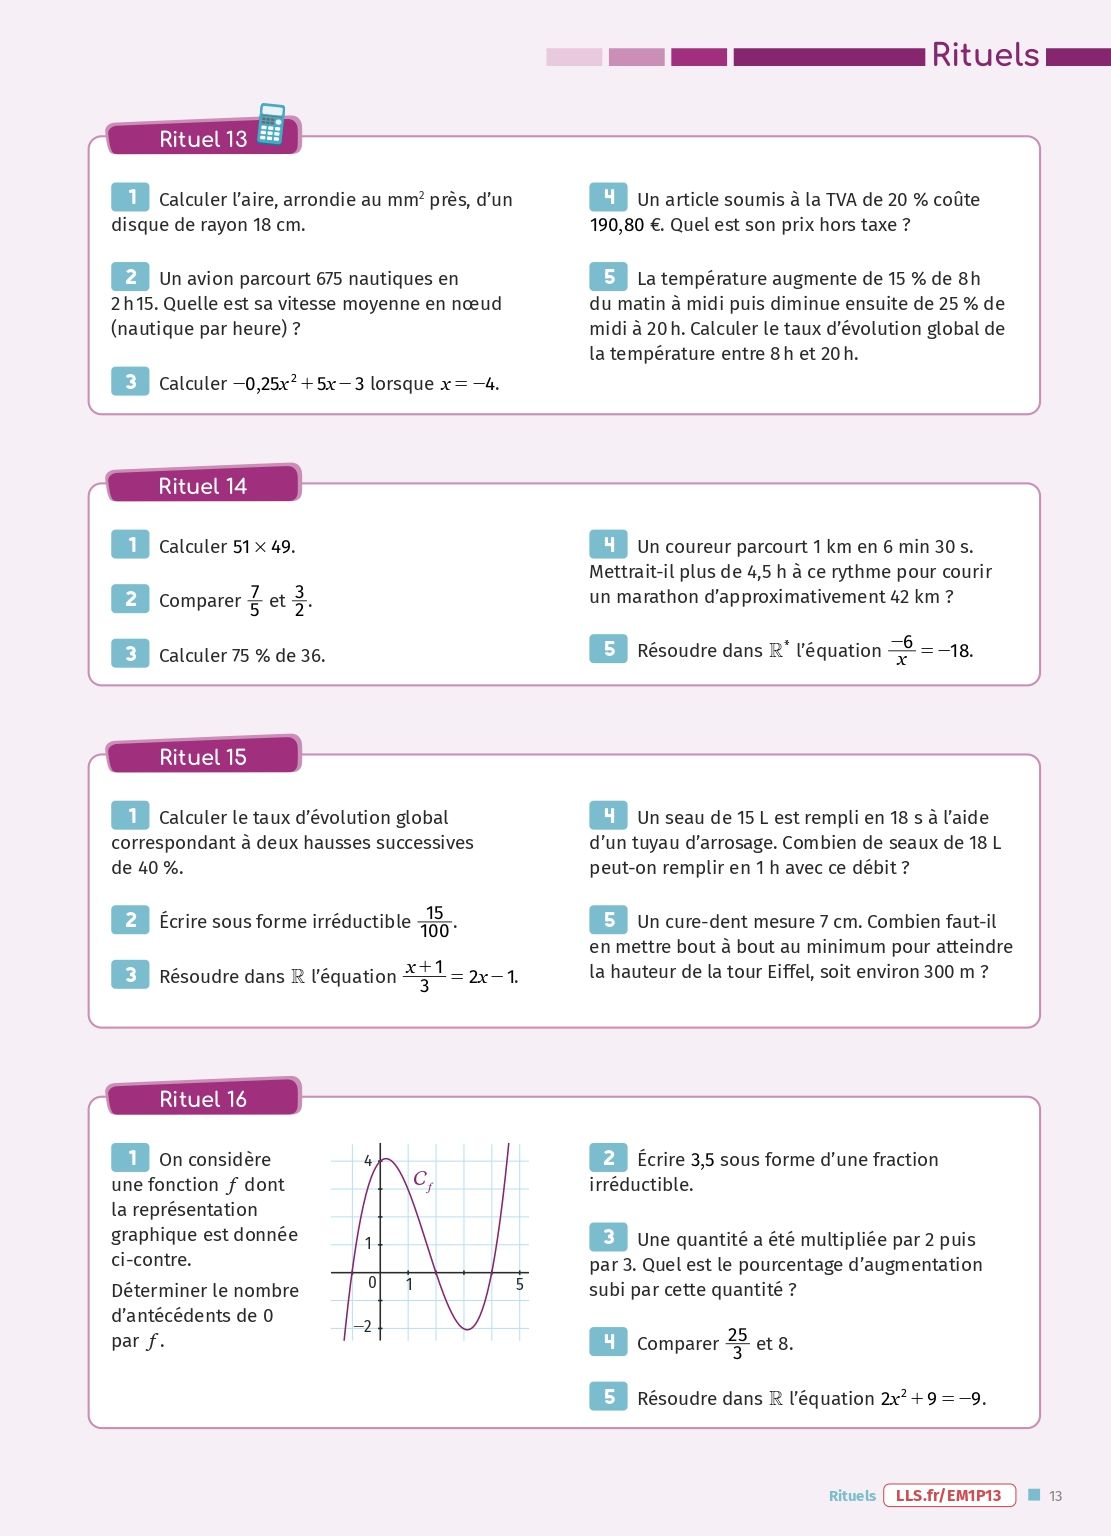 Rituels
Rituel 13
1 Calculer l'aire, arrondie au mm² près, d'un
disque de rayon 18 cm.
2 Un avion parcourt 675 nautiques en
2 h 15. Quelle est sa vitesse moyenne en nœud
(nautique par heure) ?
3 Calculer −0,25x² + 5x − 3 lorsque x = −4.
4 Un article soumis à la TVA de 20 % coûte
190,80 €. Quel est son prix hors taxe ?
5 La température augmente de 15 % de 8 h
du matin à midi puis diminue ensuite de 25 % de
midi à 20 h. Calculer le taux d'évolution global de
la température entre 8 h et 20 h.
Rituel 14
1 Calculer 51 × 49.
2 Comparer 7/5 et 3/2.
3 Calculer 75 % de 36.
4 Un coureur parcourt 1 km en 6 min 30 s.
Mettrait-il plus de 4,5 h à ce rythme pour courir
un marathon d'approximativement 42 km ?
5 Résoudre dans ℝ* l'équation −6/x = −18.
Rituel 15
1 Calculer le taux d'évolution global
correspondant à deux hausses successives
de 40 %.
2 Écrire sous forme irréductible 15/100.
3 Résoudre dans ℝ l'équation (x + 1)/3 = 2x − 1.
4 Un seau de 15 L est rempli en 18 s à l'aide
d'un tuyau d'arrosage. Combien de seaux de 18 L
peut-on remplir en 1 h avec ce débit ?
5 Un cure-dent mesure 7 cm. Combien faut-il
en mettre bout à bout au minimum pour atteindre
la hauteur de la tour Eiffel, soit environ 300 m ?
Rituel 16
1 On considère
une fonction f dont
la représentation
graphique est donnée
ci-contre.
Déterminer le nombre
d'antécédents de 0
par f.
4
C_f
1
0 1 5
−2
2 Écrire 3,5 sous forme d'une fraction
irréductible.
3 Une quantité a été multipliée par 2 puis
par 3. Quel est le pourcentage d'augmentation
subi par cette quantité ?
4 Comparer 25/3 et 8.
5 Résoudre dans ℝ l'équation 2x² + 9 = −9.
Rituels LLS.fr/EM1P13 13